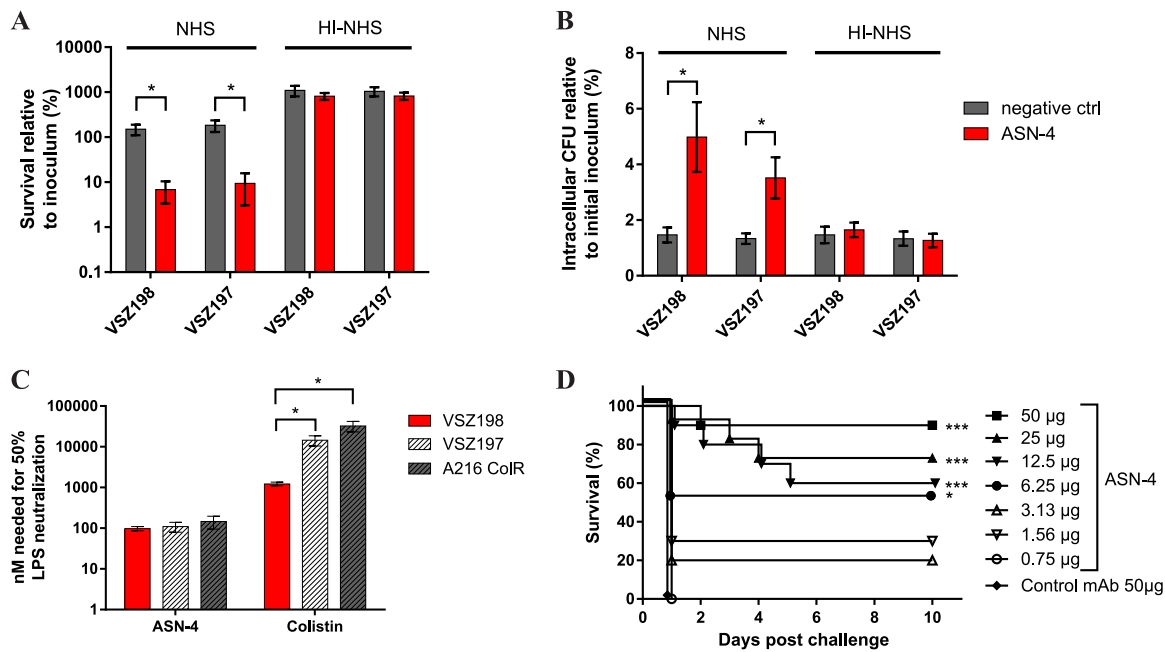 A
NHS
HI-NHS
Survival relative
to inoculum (%)
10000
1000
100
10
1
0.1
*
*
VSZ198
VSZ197
VSZ198
VSZ197
B
NHS
HI-NHS
Intracellular CFU relative
to initial inoculum (%)
8
6
4
2
0
*
*
VSZ198
VSZ197
VSZ198
VSZ197
negative ctrl
ASN-4
C
nM needed for 50%
LPS neutralization
100000
10000
1000
100
10
1
*
*
ASN-4
Colistin
VSZ198
VSZ197
A216 ColR
D
Survival (%)
100
80
60
40
20
0
***
***
***
*
0
2
4
6
8
10
Days post challenge
50 µg
25 µg
12.5 µg
6.25 µg
3.13 µg
1.56 µg
0.75 µg
Control mAb 50µg
ASN-4